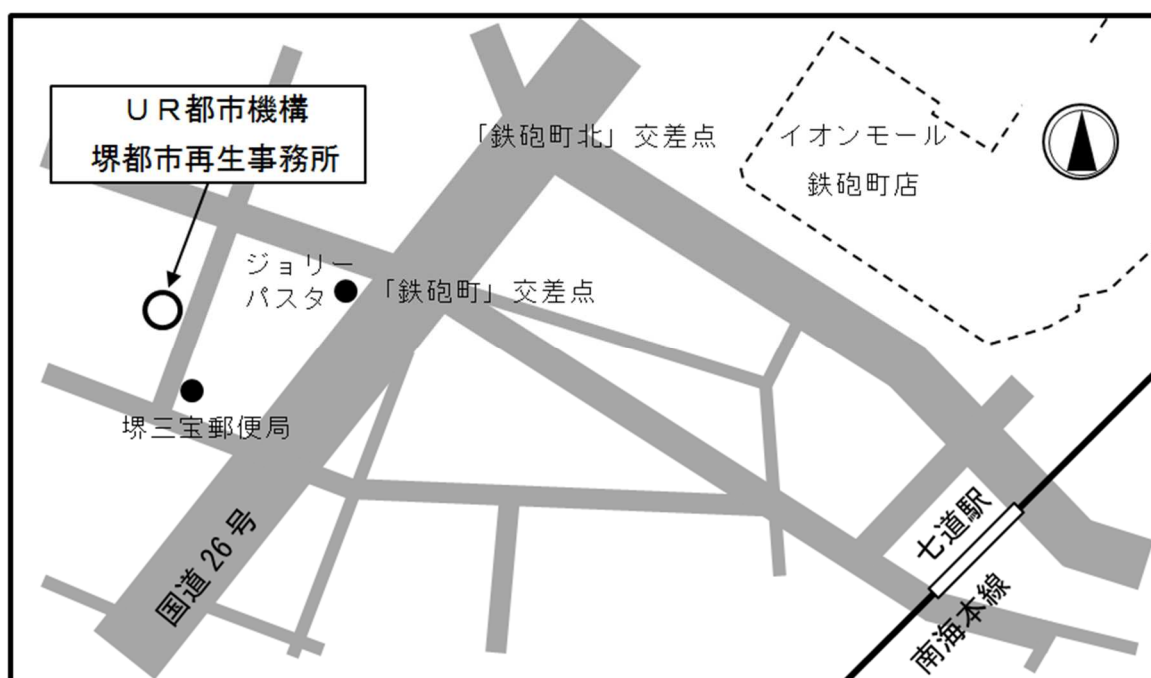 UR都市機構
堺都市再生事務所
「鉄砲町北」交差点
イオンモール
鉄砲町店
ジョリー
パスタ
「鉄砲町」交差点
堺三宝郵便局
国道26号
七道駅
南海本線